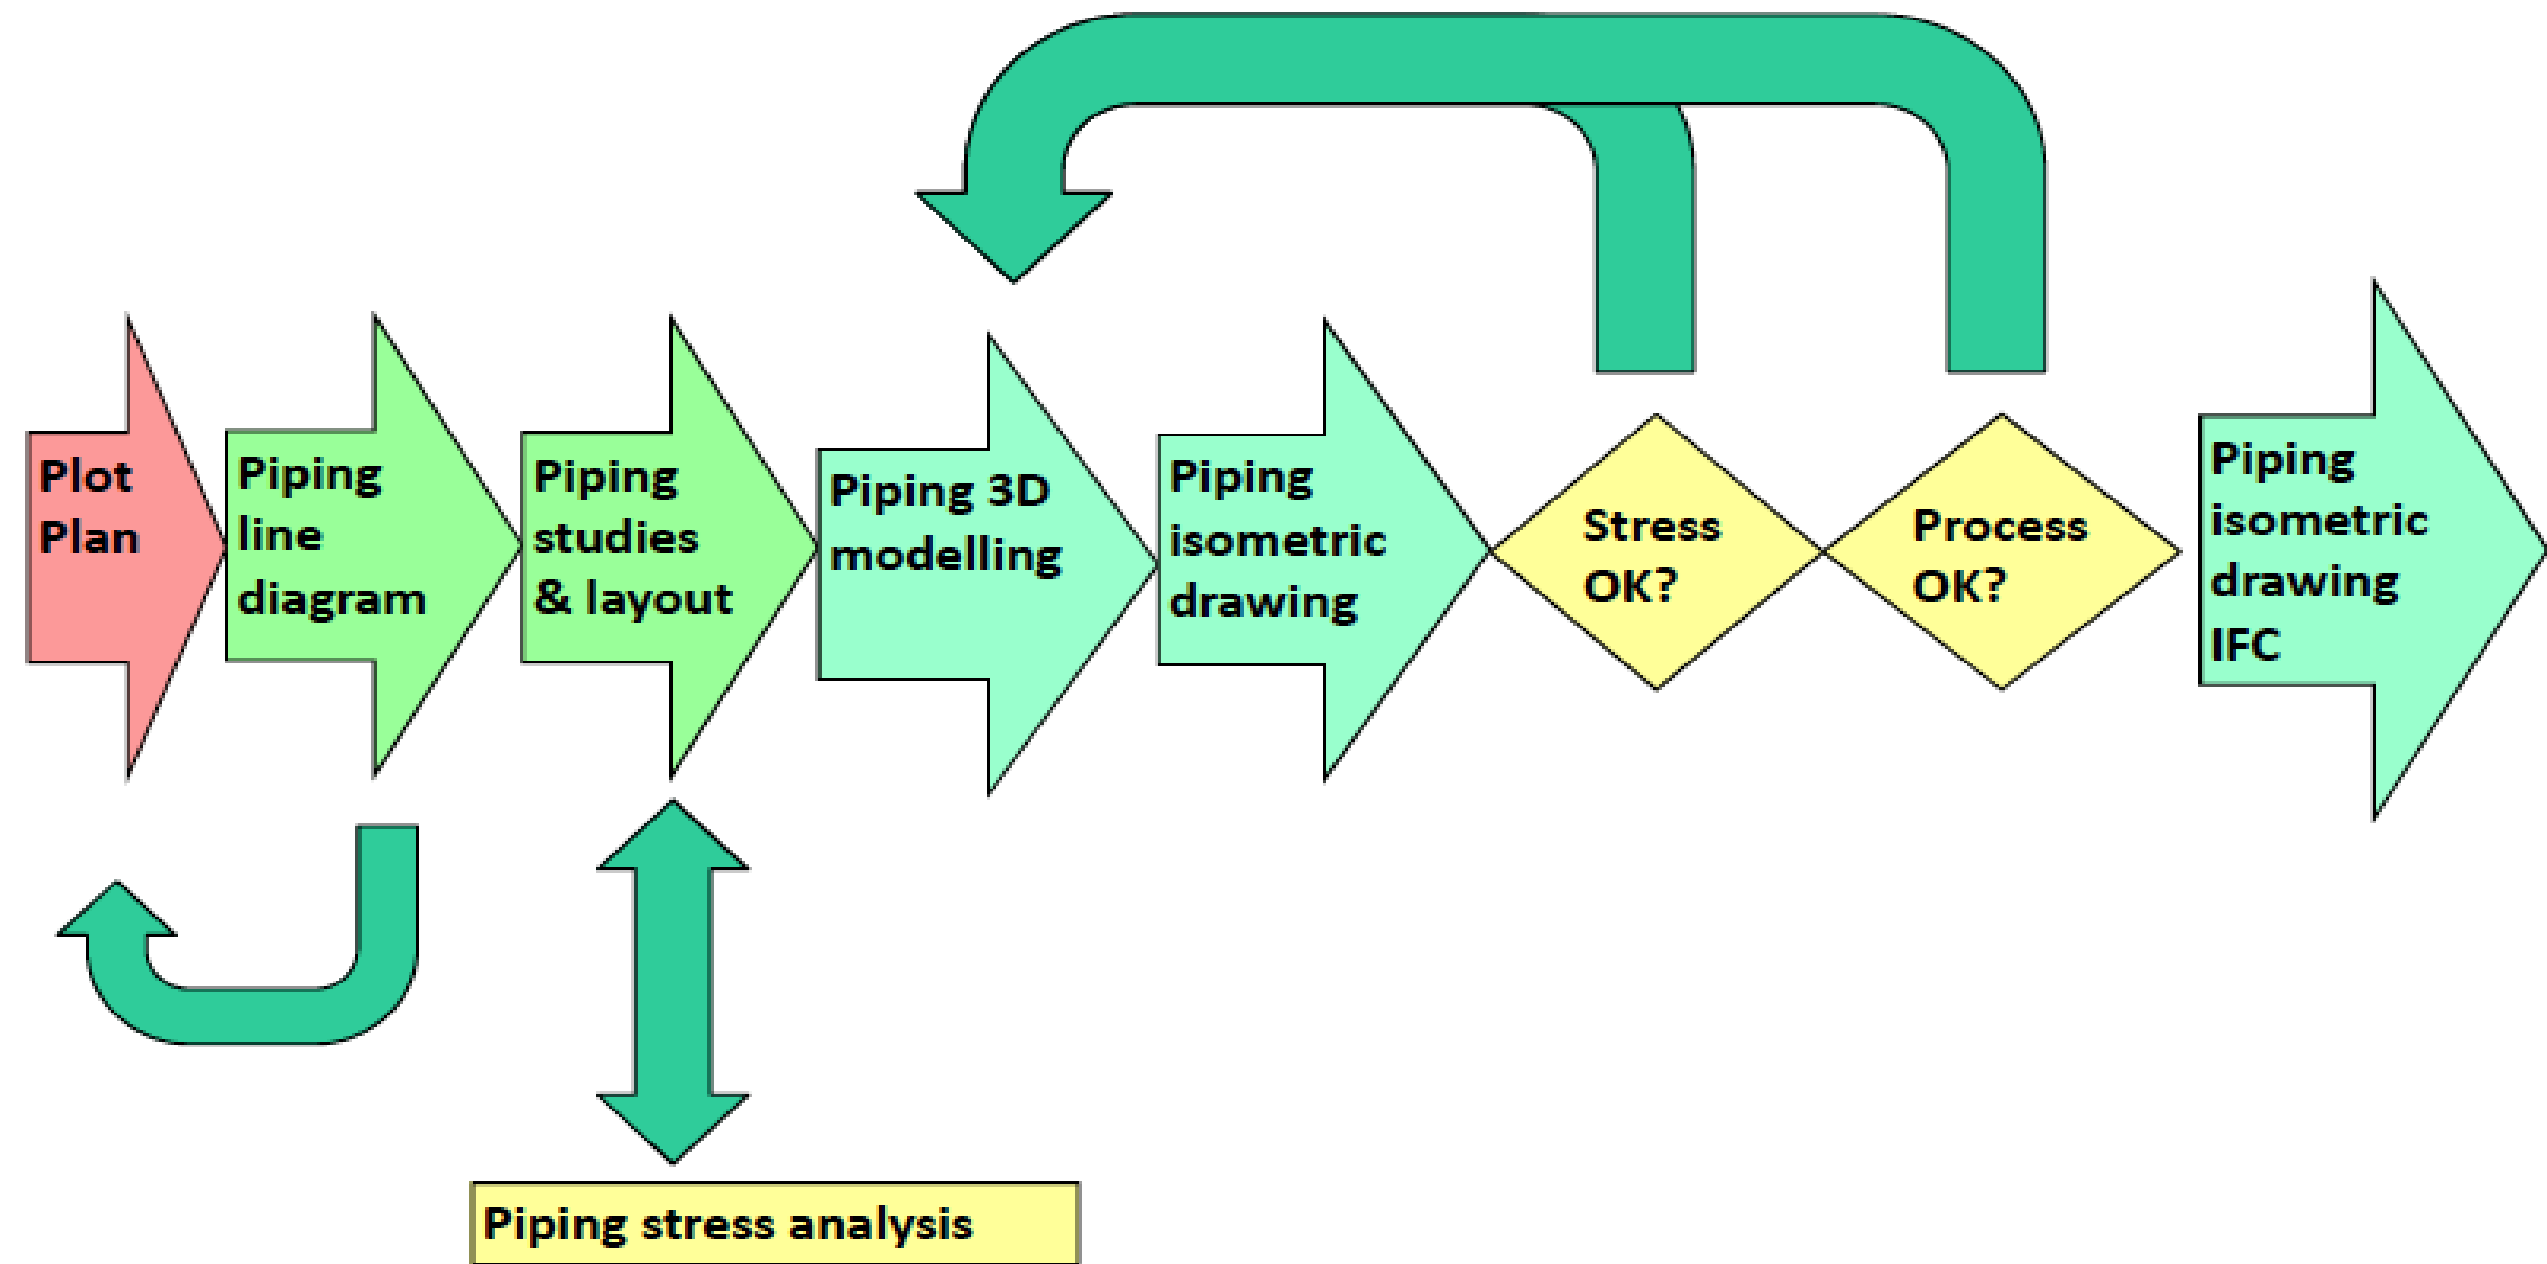 Plot
Plan
Piping
line
diagram
Piping
studies
& layout
Piping 3D
modelling
Piping
isometric
drawing
Stress
OK?
Process
OK?
Piping
isometric
drawing
IFC
Piping stress analysis